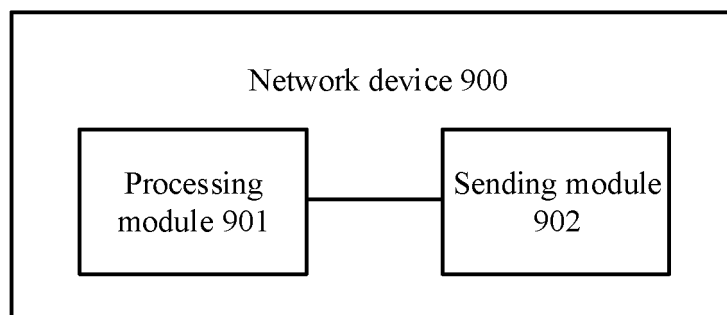 Network device 900
Processing
module 901
Sending module
902